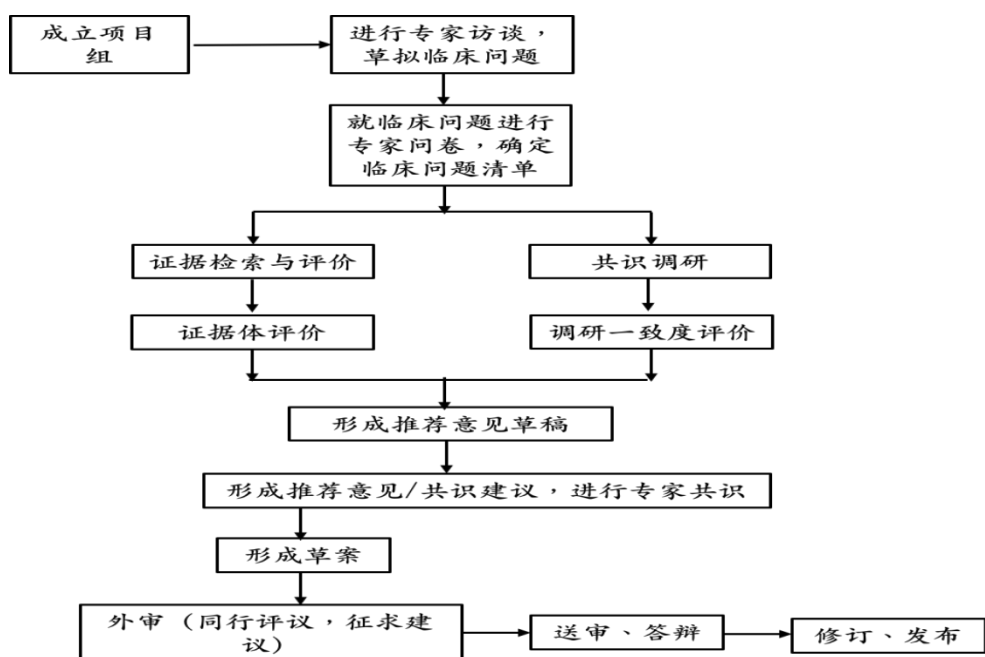 成立项目
组
进行专家访谈，
草拟临床问题
就临床问题进行
专家问卷，确定
临床问题清单
证据检索与评价
共识调研
证据体评价
调研一致度评价
形成推荐意见草稿
形成推荐意见/共识建议，进行专家共识
形成草案
外审（同行评议，征求建
议）
送审、答辩
修订、发布